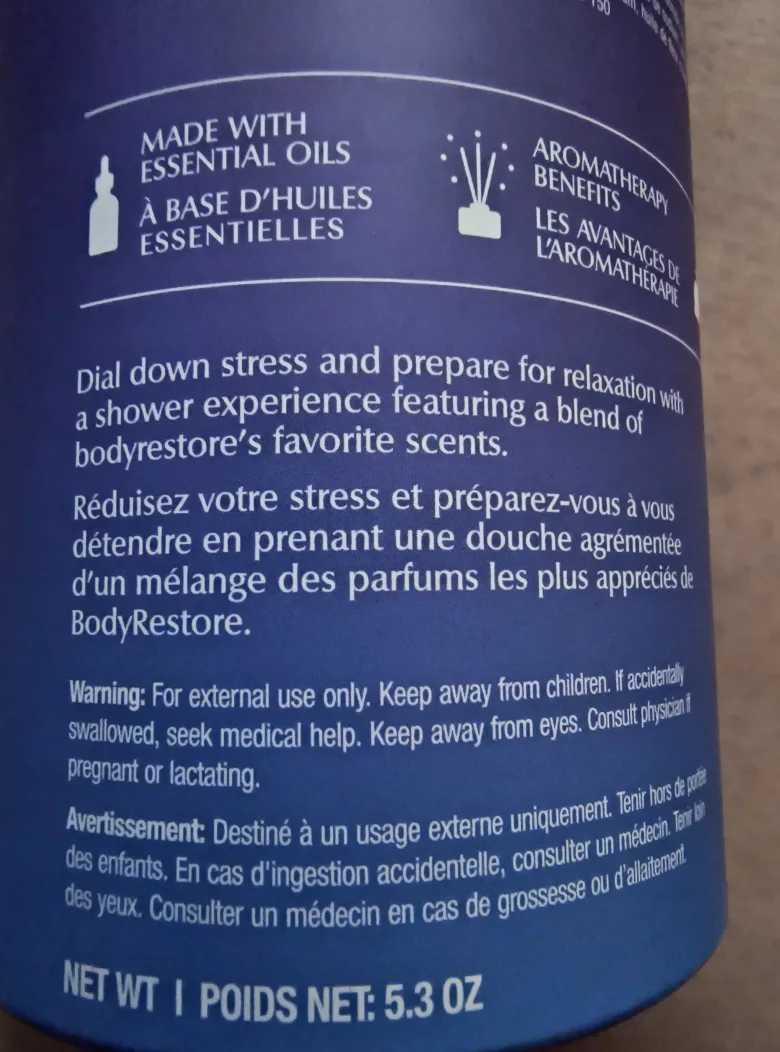 150
MADE WITH
ESSENTIAL OILS
À BASE D'HUILES
ESSENTIELLES
AROMATHERAPY
BENEFITS
LES AVANTAGES DE
L'AROMATHÉRAPIE
Dial down stress and prepare for relaxation with
a shower experience featuring a blend of
bodyrestore's favorite scents.
Réduisez votre stress et préparez-vous à vous
détendre en prenant une douche agrémentée
d'un mélange des parfums les plus appréciés de
BodyRestore.
Warning: For external use only. Keep away from children. If accidentally
swallowed, seek medical help. Keep away from eyes. Consult physician if
pregnant or lactating.
Avertissement: Destiné à un usage externe uniquement. Tenir hors de portée
des enfants. En cas d'ingestion accidentelle, consulter un médecin. Tenir loin
des yeux. Consulter un médecin en cas de grossesse ou d'allaitement.
NET WT | POIDS NET: 5.3 OZ